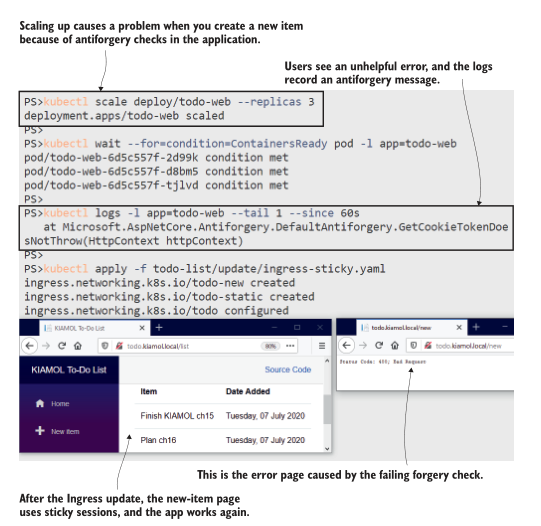 Scaling up causes a problem when you create a new item
because of antiforgery checks in the application.
Users see an unhelpful error, and the logs
record an antiforgery message.
PS>kubectl scale deploy/todo-web --replicas 3
deployment.apps/todo-web scaled
PS>
PS>kubectl wait --for=condition=ContainersReady pod -l app=todo-web
pod/todo-web-6d5c557f-2d99k condition met
pod/todo-web-6d5c557f-d8bm5 condition met
pod/todo-web-6d5c557f-tjlvd condition met
PS>
PS>kubectl logs -l app=todo-web --tail 1 --since 60s
at Microsoft.AspNetCore.Antiforgery.DefaultAntiforgery.GetCookieTokenDoe
sNotThrow(HttpContext httpContext)
PS>
PS>kubectl apply -f todo-list/update/ingress-sticky.yaml
ingress.networking.k8s.io/todo-new created
ingress.networking.k8s.io/todo-static created
ingress.networking.k8s.io/todo configured
KIAMOL To-Do List
todo.kiamol.local/list
90%
KIAMOL To-Do List
Source Code
Home
New Item
Item Date Added
Finish KIAMOL ch15 Tuesday, 07 July 2020
Plan ch16 Tuesday, 07 July 2020
todo.kiamol.local/new
todo.kiamol.local/new
Status Code: 400; Bad Request
This is the error page caused by the failing forgery check.
After the Ingress update, the new-item page
uses sticky sessions, and the app works again.